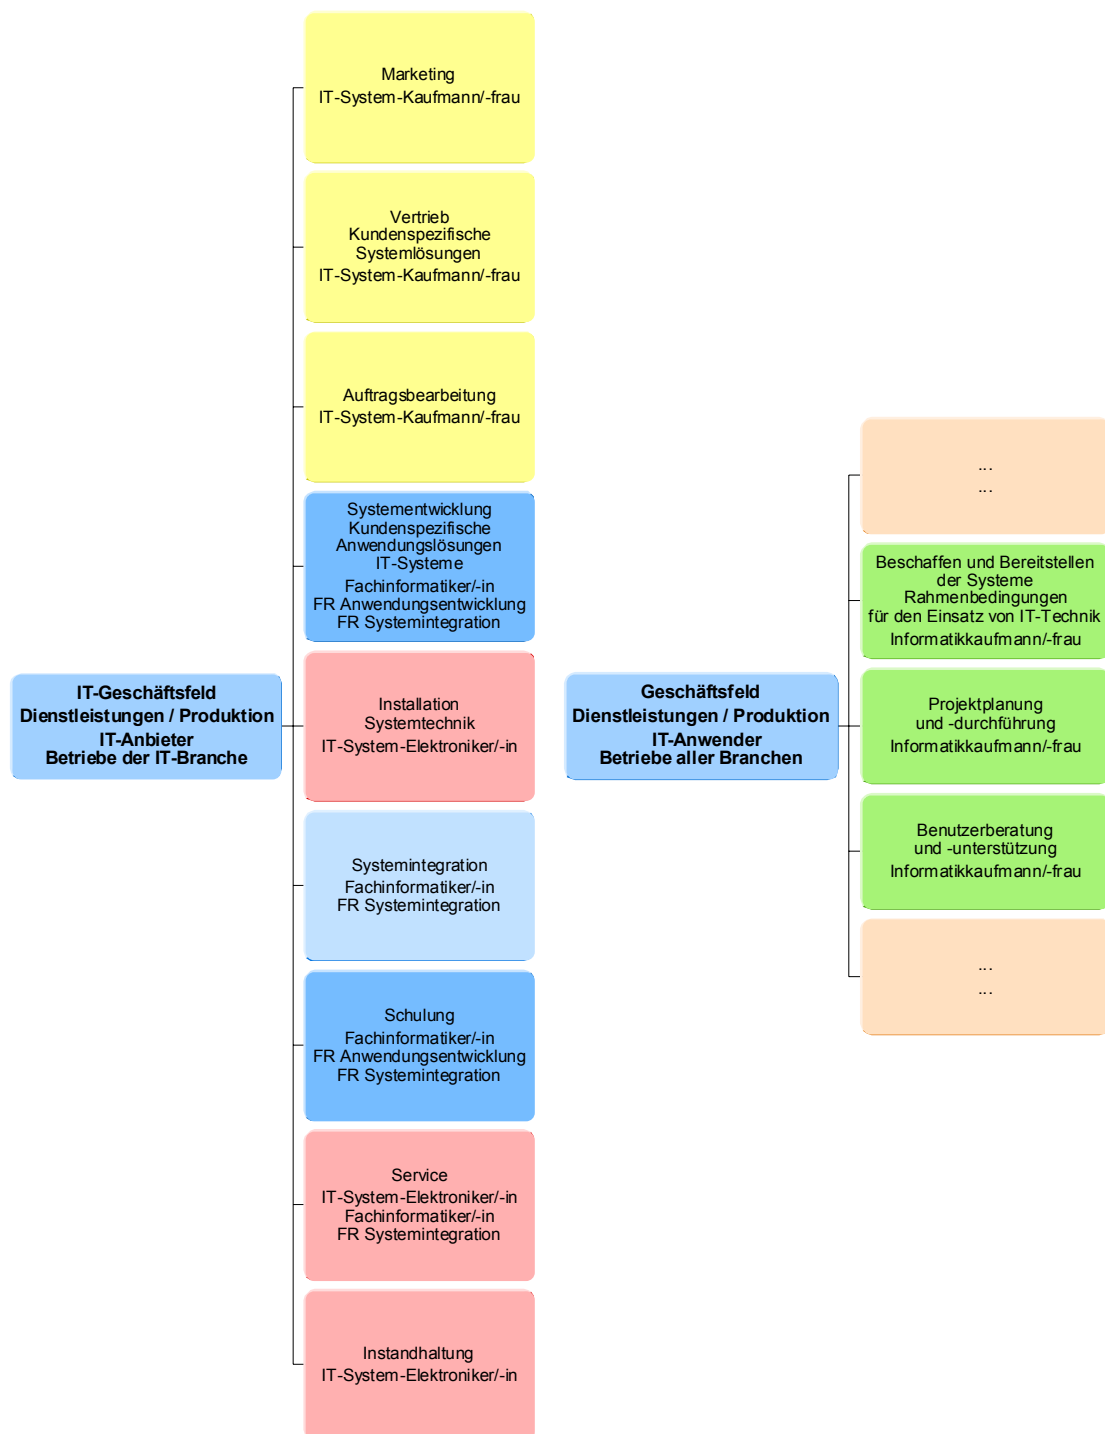 Marketing
IT-System-Kaufmann/-frau
Vertrieb
Kundenspezifische
Systemlösungen
IT-System-Kaufmann/-frau
Auftragsbearbeitung
IT-System-Kaufmann/-frau
Systementwicklung
Kundenspezifische
Anwendungslösungen
IT-Systeme
Fachinformatiker/-in
FR Anwendungsentwicklung
FR Systemintegration
IT-Geschäftsfeld
Dienstleistungen / Produktion
IT-Anbieter
Betriebe der IT-Branche
Installation
Systemtechnik
IT-System-Elektroniker/-in
Systemintegration
Fachinformatiker/-in
FR Systemintegration
Schulung
Fachinformatiker/-in
FR Anwendungsentwicklung
FR Systemintegration
Service
IT-System-Elektroniker/-in
Fachinformatiker/-in
FR Systemintegration
Instandhaltung
IT-System-Elektroniker/-in
Geschäftsfeld
Dienstleistungen / Produktion
IT-Anwender
Betriebe aller Branchen
...
...
Beschaffen und Bereitstellen
der Systeme
Rahmenbedingungen
für den Einsatz von IT-Technik
Informatikkaufmann/-frau
Projektplanung
und -durchführung
Informatikkaufmann/-frau
Benutzerberatung
und -unterstützung
Informatikkaufmann/-frau
...
...